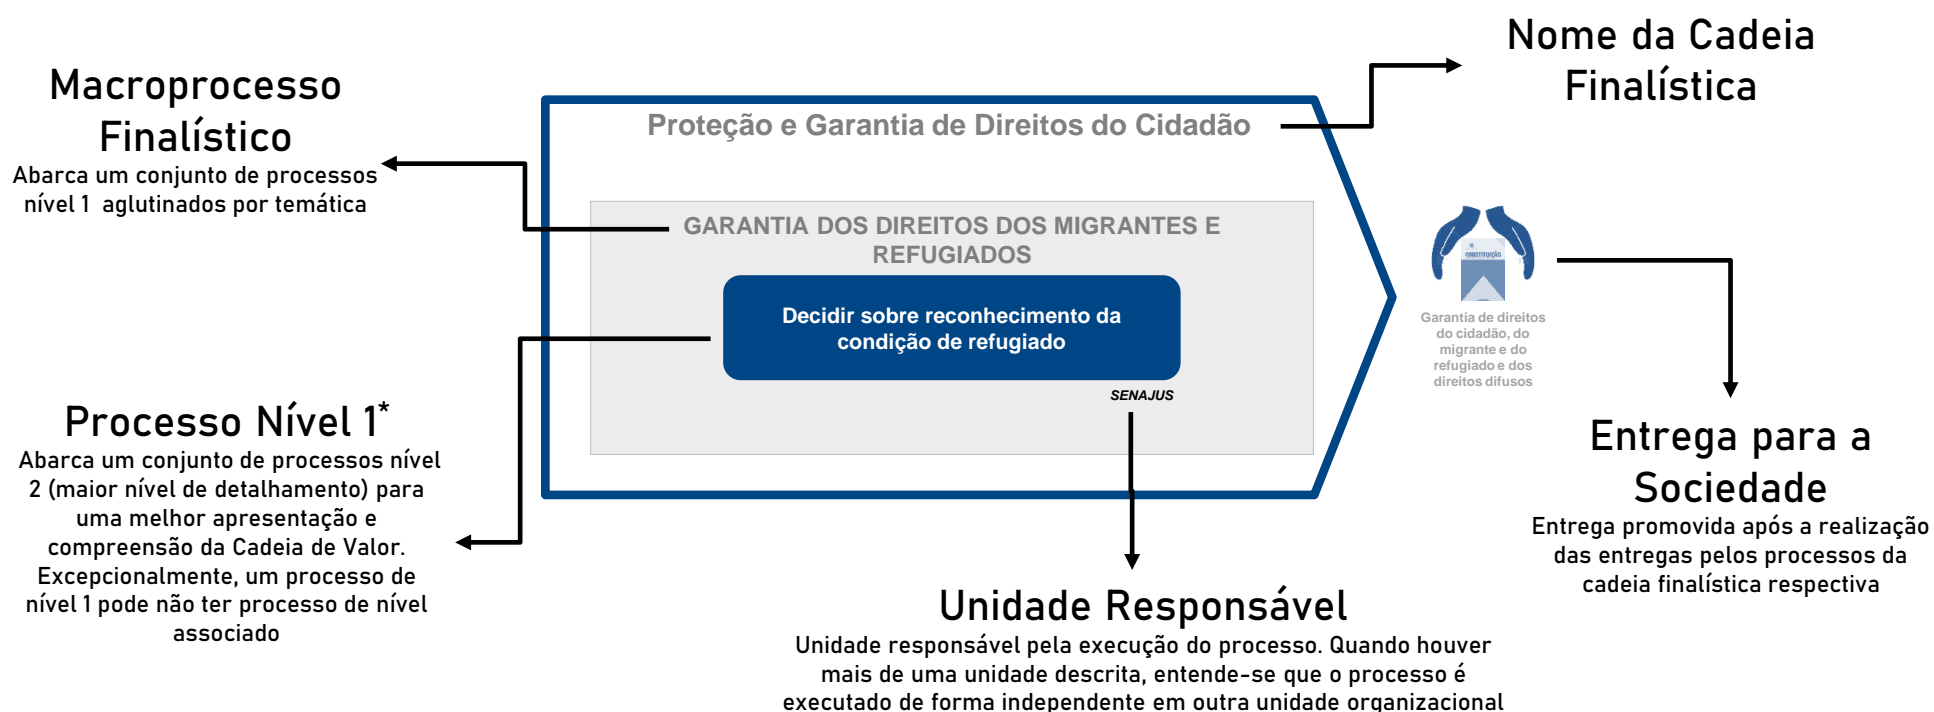 Nome da Cadeia
Finalística
Macroprocesso
Finalístico
Abarca um conjunto de processos
nível 1 aglutinados por temática
Proteção e Garantia de Direitos do Cidadão
GARANTIA DOS DIREITOS DOS MIGRANTES E
REFUGIADOS
Decidir sobre reconhecimento da
condição de refugiado
SENAJUS
CONSTITUIÇÃO
Garantia de direitos
do cidadão, do
migrante e do
refugiado e dos
direitos difusos
Processo Nível 1*
Abarca um conjunto de processos nível
2 (maior nível de detalhamento) para
uma melhor apresentação e
compreensão da Cadeia de Valor.
Excepcionalmente, um processo de
nível 1 pode não ter processo de nível
associado
Entrega para a
Sociedade
Entrega promovida após a realização
das entregas pelos processos da
cadeia finalística respectiva
Unidade Responsável
Unidade responsável pela execução do processo. Quando houver
mais de uma unidade descrita, entende-se que o processo é
executado de forma independente em outra unidade organizacional